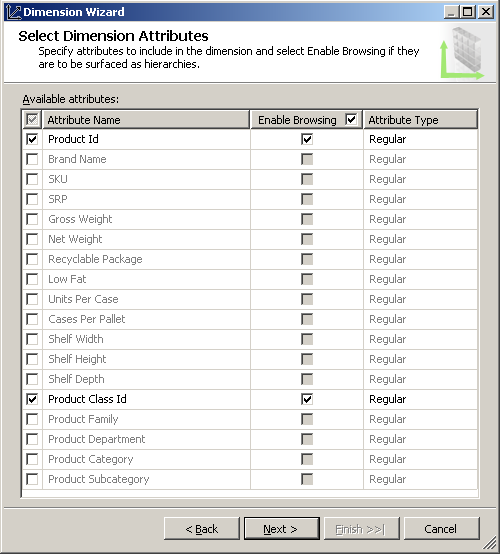 Dimension Wizard
Select Dimension Attributes
Specify attributes to include in the dimension and select Enable Browsing if they
are to be surfaced as hierarchies.
Available attributes:
Attribute Name Enable Browsing Attribute Type
Product Id Regular
Brand Name Regular
SKU Regular
SRP Regular
Gross Weight Regular
Net Weight Regular
Recyclable Package Regular
Low Fat Regular
Units Per Case Regular
Cases Per Pallet Regular
Shelf Width Regular
Shelf Height Regular
Shelf Depth Regular
Product Class Id Regular
Product Family Regular
Product Department Regular
Product Category Regular
Product Subcategory Regular
< Back Next > Finish >>| Cancel